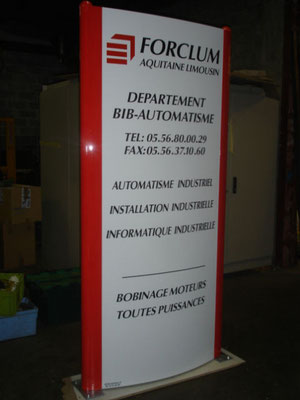 FORCLUM
AQUITAINE LIMOUSIN
DEPARTEMENT
BIB-AUTOMATISME
TEL: 05.56.80.00.29
FAX:05.56.37.10.60
AUTOMATISME INDUSTRIEL
INSTALLATION INDUSTRIELLE
INFORMATIQUE INDUSTRIELLE
BOBINAGE MOTEURS
TOUTES PUISSANCES